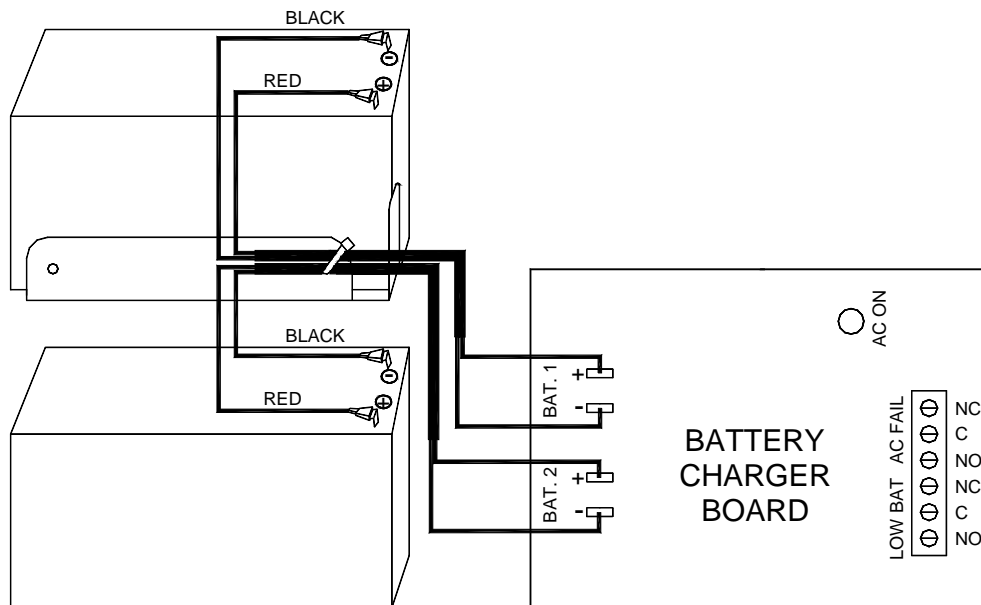 BLACK
-
+
RED
BLACK
-
RED
+
AC ON
BAT. 1
+
-
BAT. 2
+
-
BATTERY
CHARGER
BOARD
AC FAIL
NC
C
NO
LOW BAT
NC
C
NO